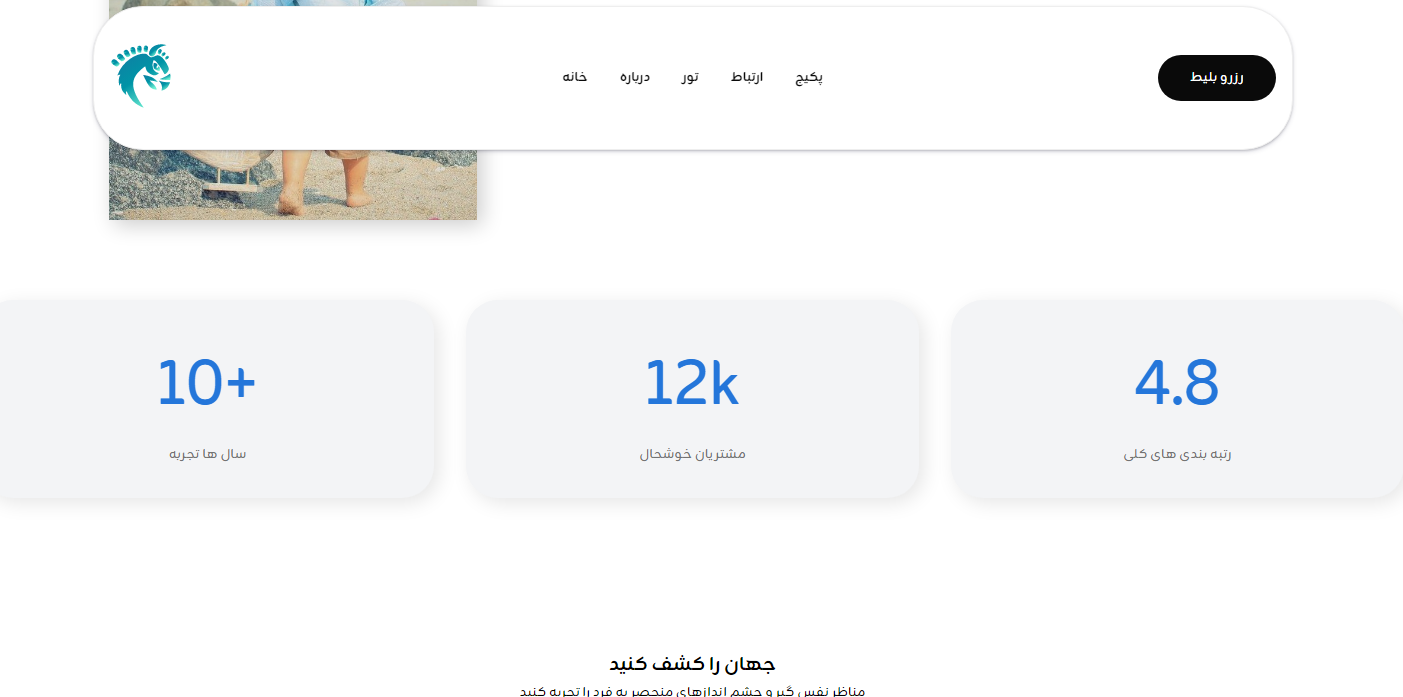 رزرو بلیط
پکیج ارتباط تور درباره خانه
4.8
رتبه بندی های کلی
12k
مشتریان خوشحال
10+
سال ها تجربه
جهان را کشف کنید
مناظر نفس گیر و چشم اندازهای منحصر به فرد را تجربه کنید